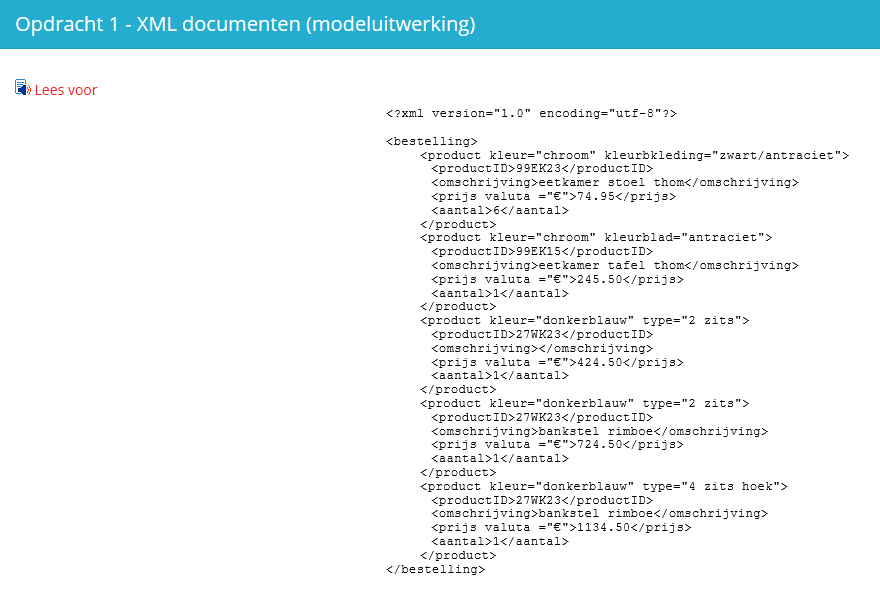 Opdracht 1 - XML documenten (modeluitwerking)
Lees voor
<?xml version="1.0" encoding="utf-8"?>
<bestelling>
<product kleur="chroom" kleurbkleding="zwart/antraciet">
<productID>99EK23</productID>
<omschrijving>eetkamer stoel thom</omschrijving>
<prijs valuta ="€">74.95</prijs>
<aantal>6</aantal>
</product>
<product kleur="chroom" kleurblad="antraciet">
<productID>99EK15</productID>
<omschrijving>eetkamer tafel thom</omschrijving>
<prijs valuta ="€">245.50</prijs>
<aantal>1</aantal>
</product>
<product kleur="donkerblauw" type="2 zits">
<productID>27WK23</productID>
<omschrijving></omschrijving>
<prijs valuta ="€">424.50</prijs>
<aantal>1</aantal>
</product>
<product kleur="donkerblauw" type="2 zits">
<productID>27WK23</productID>
<omschrijving>bankstel rimboe</omschrijving>
<prijs valuta ="€">724.50</prijs>
<aantal>1</aantal>
</product>
<product kleur="donkerblauw" type="4 zits hoek">
<productID>27WK23</productID>
<omschrijving>bankstel rimboe</omschrijving>
<prijs valuta ="€">1134.50</prijs>
<aantal>1</aantal>
</product>
</bestelling>